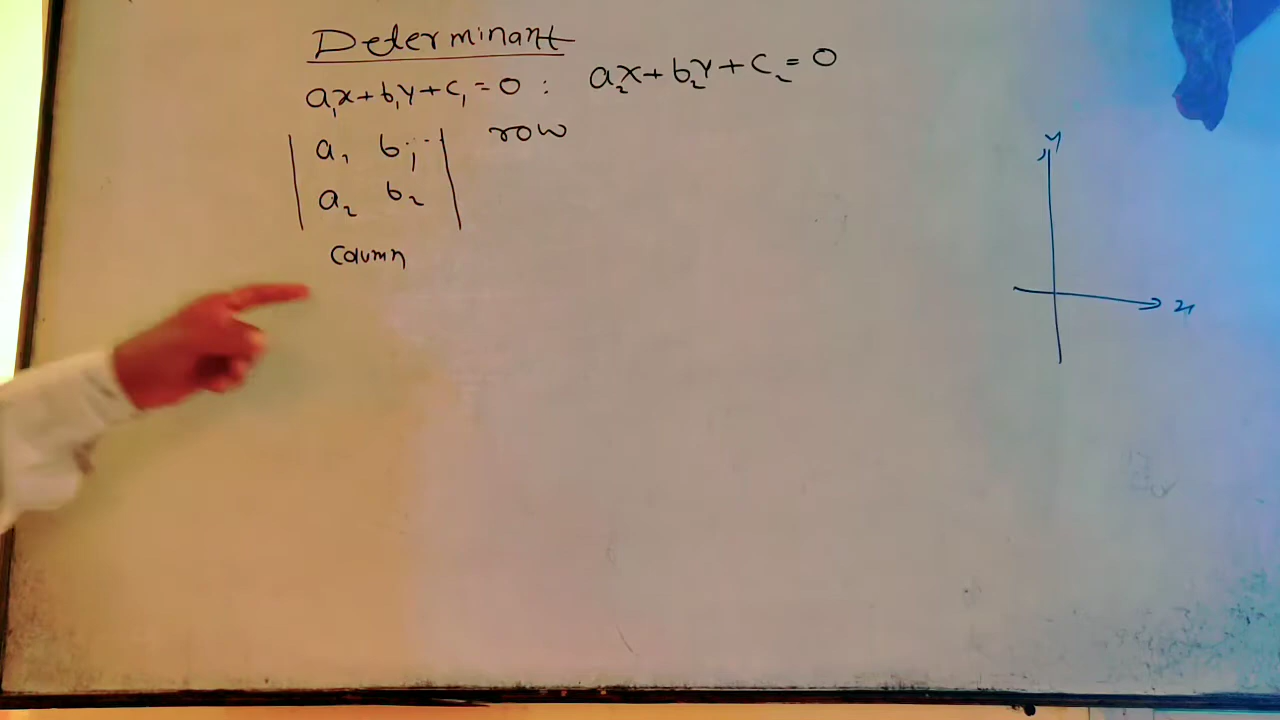 Determinant
a₁x+b₁y+c₁=0 : a₂x+b₂y+c₂=0
a₁ b₁ row
a₂ b₂
Column
y
x